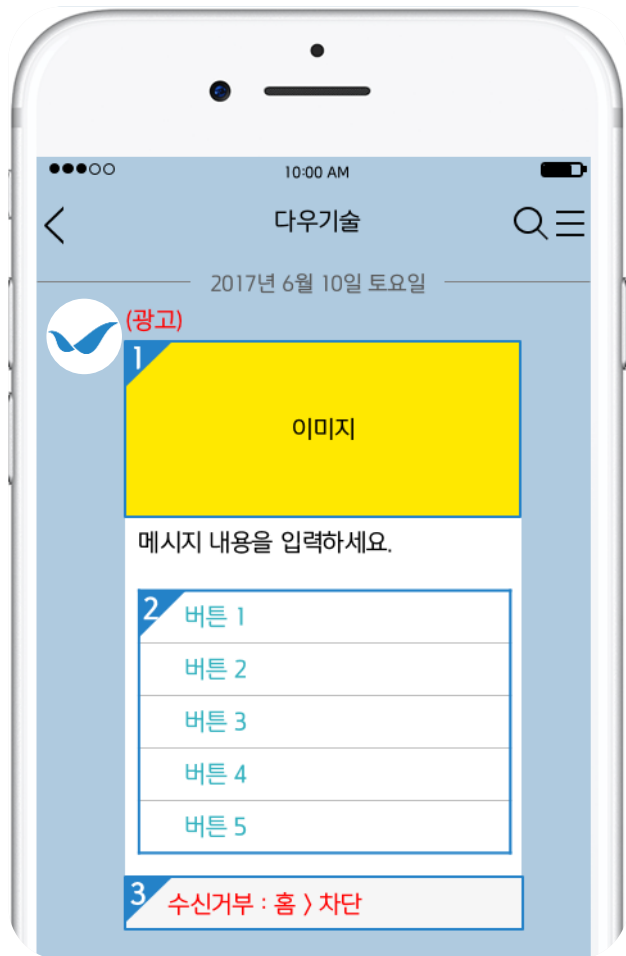 10:00 AM
다우기술
2017년 6월 10일 토요일
(광고)
1
이미지
메시지 내용을 입력하세요.
2
버튼 1
버튼 2
버튼 3
버튼 4
버튼 5
3
수신거부 : 홈 > 차단